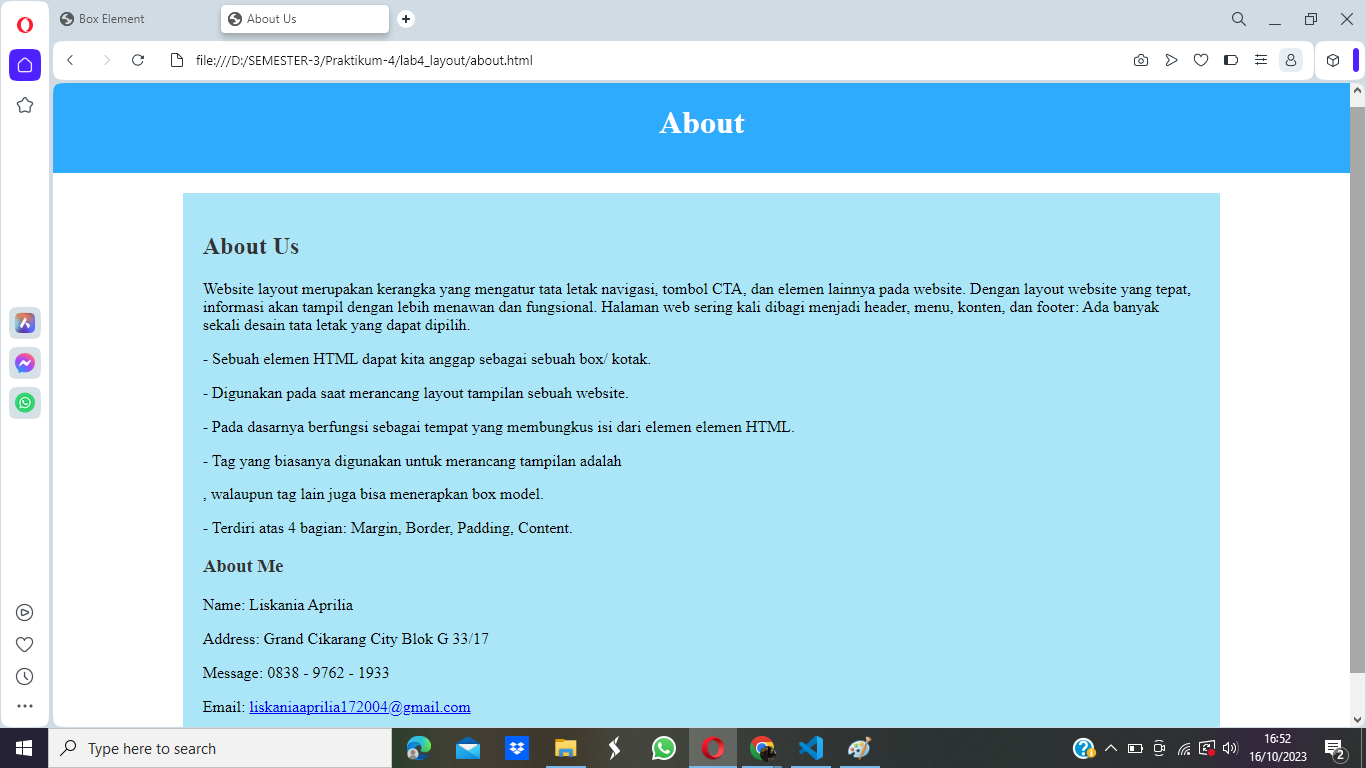 Box Element
About Us
file:///D:/SEMESTER-3/Praktikum-4/lab4_layout/about.html
About
About Us
Website layout merupakan kerangka yang mengatur tata letak navigasi, tombol CTA, dan elemen lainnya pada website. Dengan layout website yang tepat,
informasi akan tampil dengan lebih menawan dan fungsional. Halaman web sering kali dibagi menjadi header, menu, konten, dan footer: Ada banyak
sekali desain tata letak yang dapat dipilih.
- Sebuah elemen HTML dapat kita anggap sebagai sebuah box/ kotak.
- Digunakan pada saat merancang layout tampilan sebuah website.
- Pada dasarnya berfungsi sebagai tempat yang membungkus isi dari elemen elemen HTML.
- Tag yang biasanya digunakan untuk merancang tampilan adalah
, walaupun tag lain juga bisa menerapkan box model.
- Terdiri atas 4 bagian: Margin, Border, Padding, Content.
About Me
Name: Liskania Aprilia
Address: Grand Cikarang City Blok G 33/17
Message: 0838 - 9762 - 1933
Email: liskaniaaprilia172004@gmail.com
Type here to search
16:52
16/10/2023
2